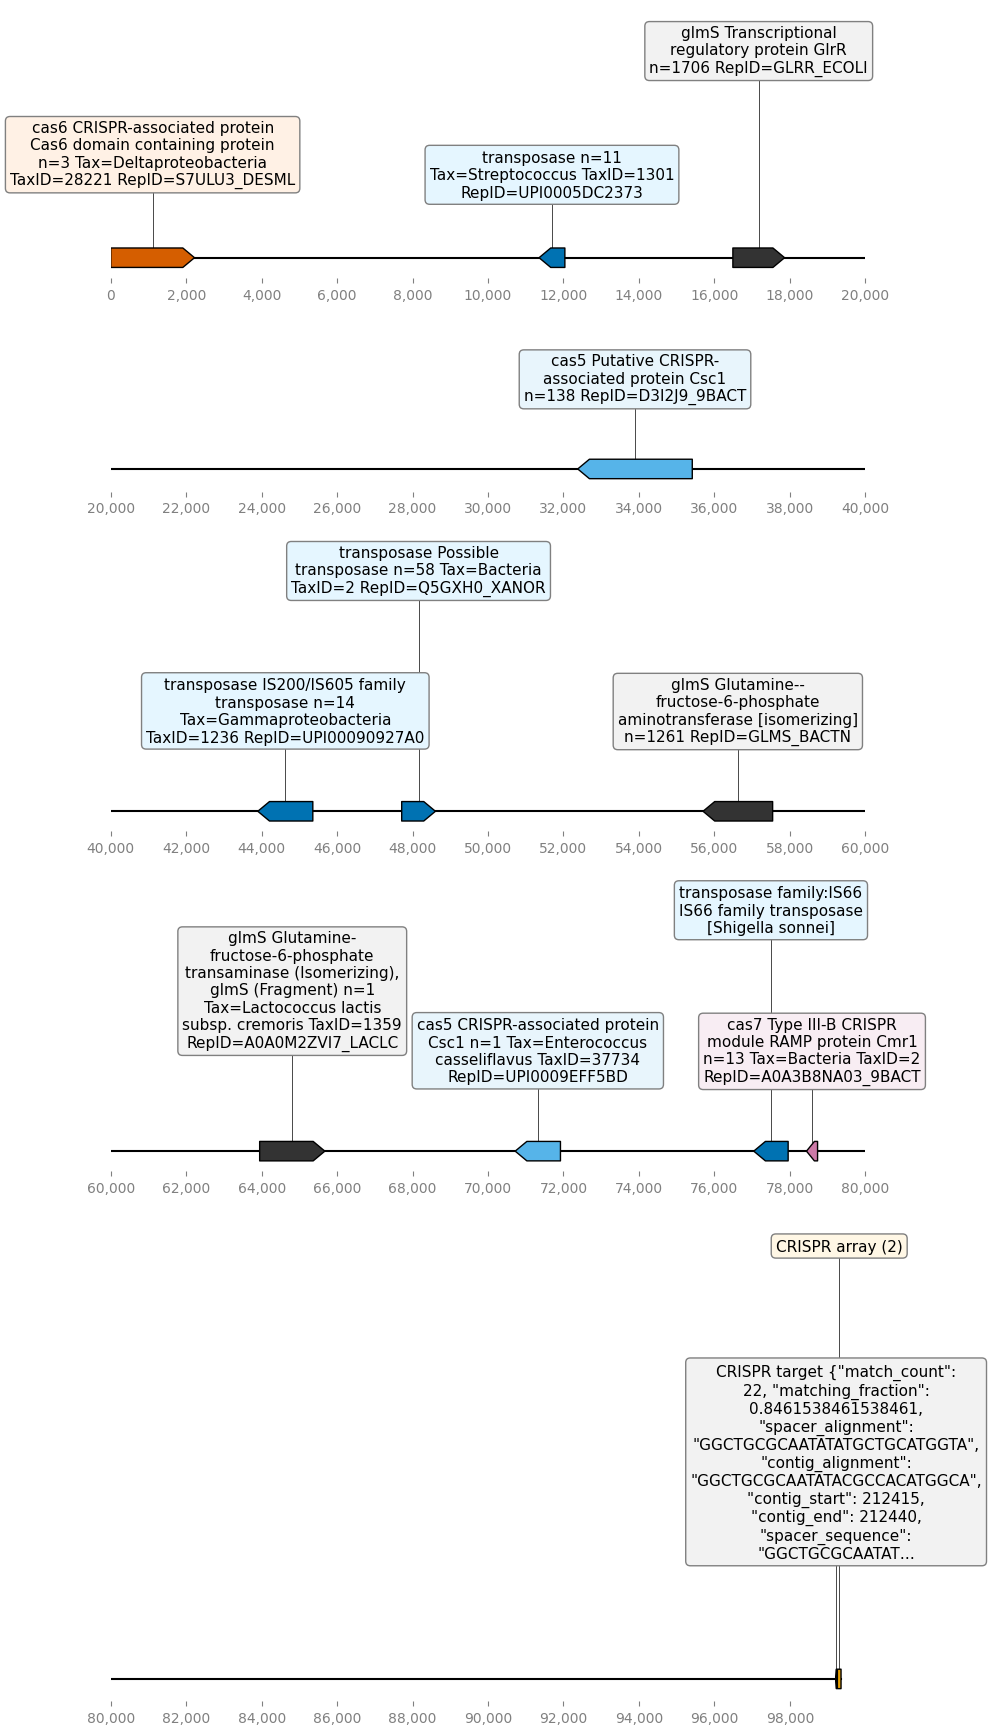 glmS Transcriptional
regulatory protein GlrR
n=1706 RepID=GLRR_ECOLI
cas6 CRISPR-associated protein
Cas6 domain containing protein
n=3 Tax=Deltaproteobacteria
TaxID=28221 RepID=S7ULU3_DESML
transposase n=11
Tax=Streptococcus TaxID=1301
RepID=UPI0005DC2373
0 2,000 4,000 6,000 8,000 10,000 12,000 14,000 16,000 18,000 20,000
cas5 Putative CRISPR-
associated protein Csc1
n=138 RepID=D3I2J9_9BACT
20,000 22,000 24,000 26,000 28,000 30,000 32,000 34,000 36,000 38,000 40,000
transposase Possible
transposase n=58 Tax=Bacteria
TaxID=2 RepID=Q5GXH0_XANOR
transposase IS200/IS605 family
transposase n=14
Tax=Gammaproteobacteria
TaxID=1236 RepID=UPI00090927A0
glmS Glutamine--
fructose-6-phosphate
aminotransferase [isomerizing]
n=1261 RepID=GLMS_BACTN
40,000 42,000 44,000 46,000 48,000 50,000 52,000 54,000 56,000 58,000 60,000
transposase family:IS66
IS66 family transposase
[Shigella sonnei]
glmS Glutamine-
fructose-6-phosphate
transaminase (Isomerizing),
glmS (Fragment) n=1
Tax=Lactococcus lactis
subsp. cremoris TaxID=1359
RepID=A0A0M2ZVI7_LACLC
cas5 CRISPR-associated protein
Csc1 n=1 Tax=Enterococcus
casseliflavus TaxID=37734
RepID=UPI0009EFF5BD
cas7 Type III-B CRISPR
module RAMP protein Cmr1
n=13 Tax=Bacteria TaxID=2
RepID=A0A3B8NA03_9BACT
60,000 62,000 64,000 66,000 68,000 70,000 72,000 74,000 76,000 78,000 80,000
CRISPR array (2)
CRISPR target {"match_count":
22, "matching_fraction":
0.8461538461538461,
"spacer_alignment":
"GGCTGCGCAATATATGCTGCATGGTA",
"contig_alignment":
"GGCTGCGCAATATACGCCACATGGCA",
"contig_start": 212415,
"contig_end": 212440,
"spacer_sequence":
"GGCTGCGCAATAT...
80,000 82,000 84,000 86,000 88,000 90,000 92,000 94,000 96,000 98,000